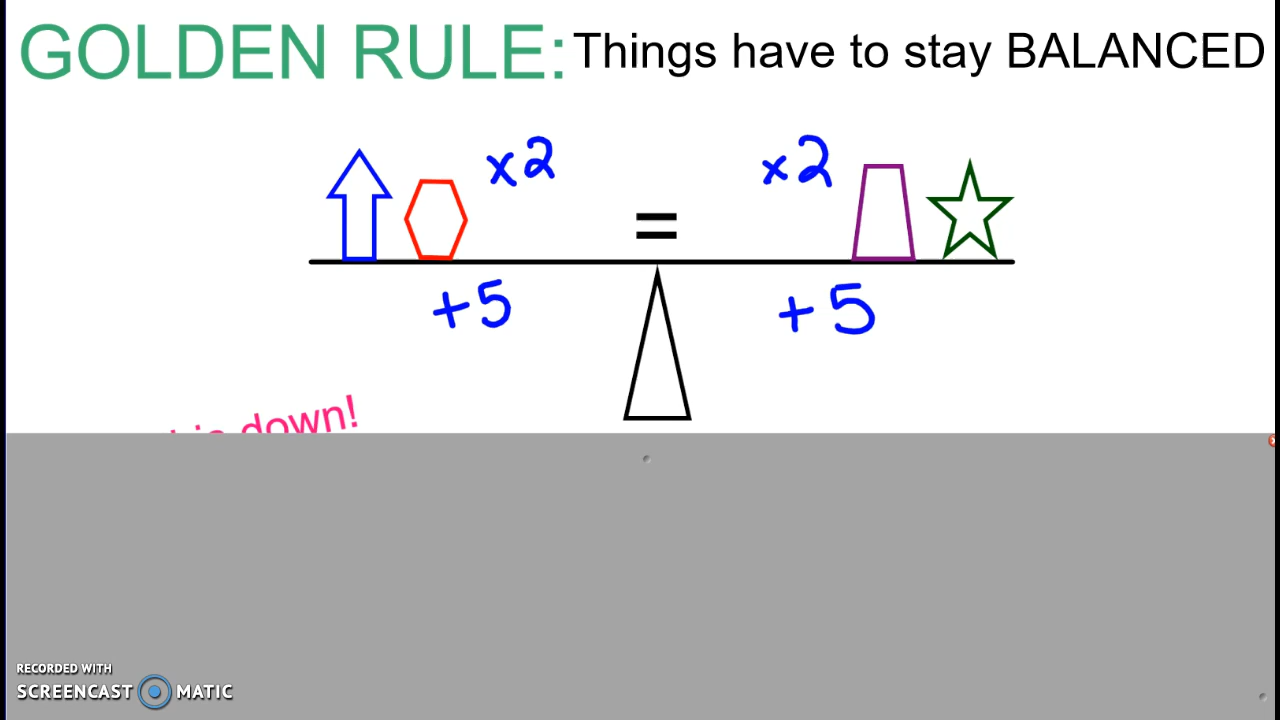 GOLDEN RULE: Things have to stay BALANCED
x2 x2
=
+5 +5
down!
RECORDED WITH
SCREENCAST MATIC